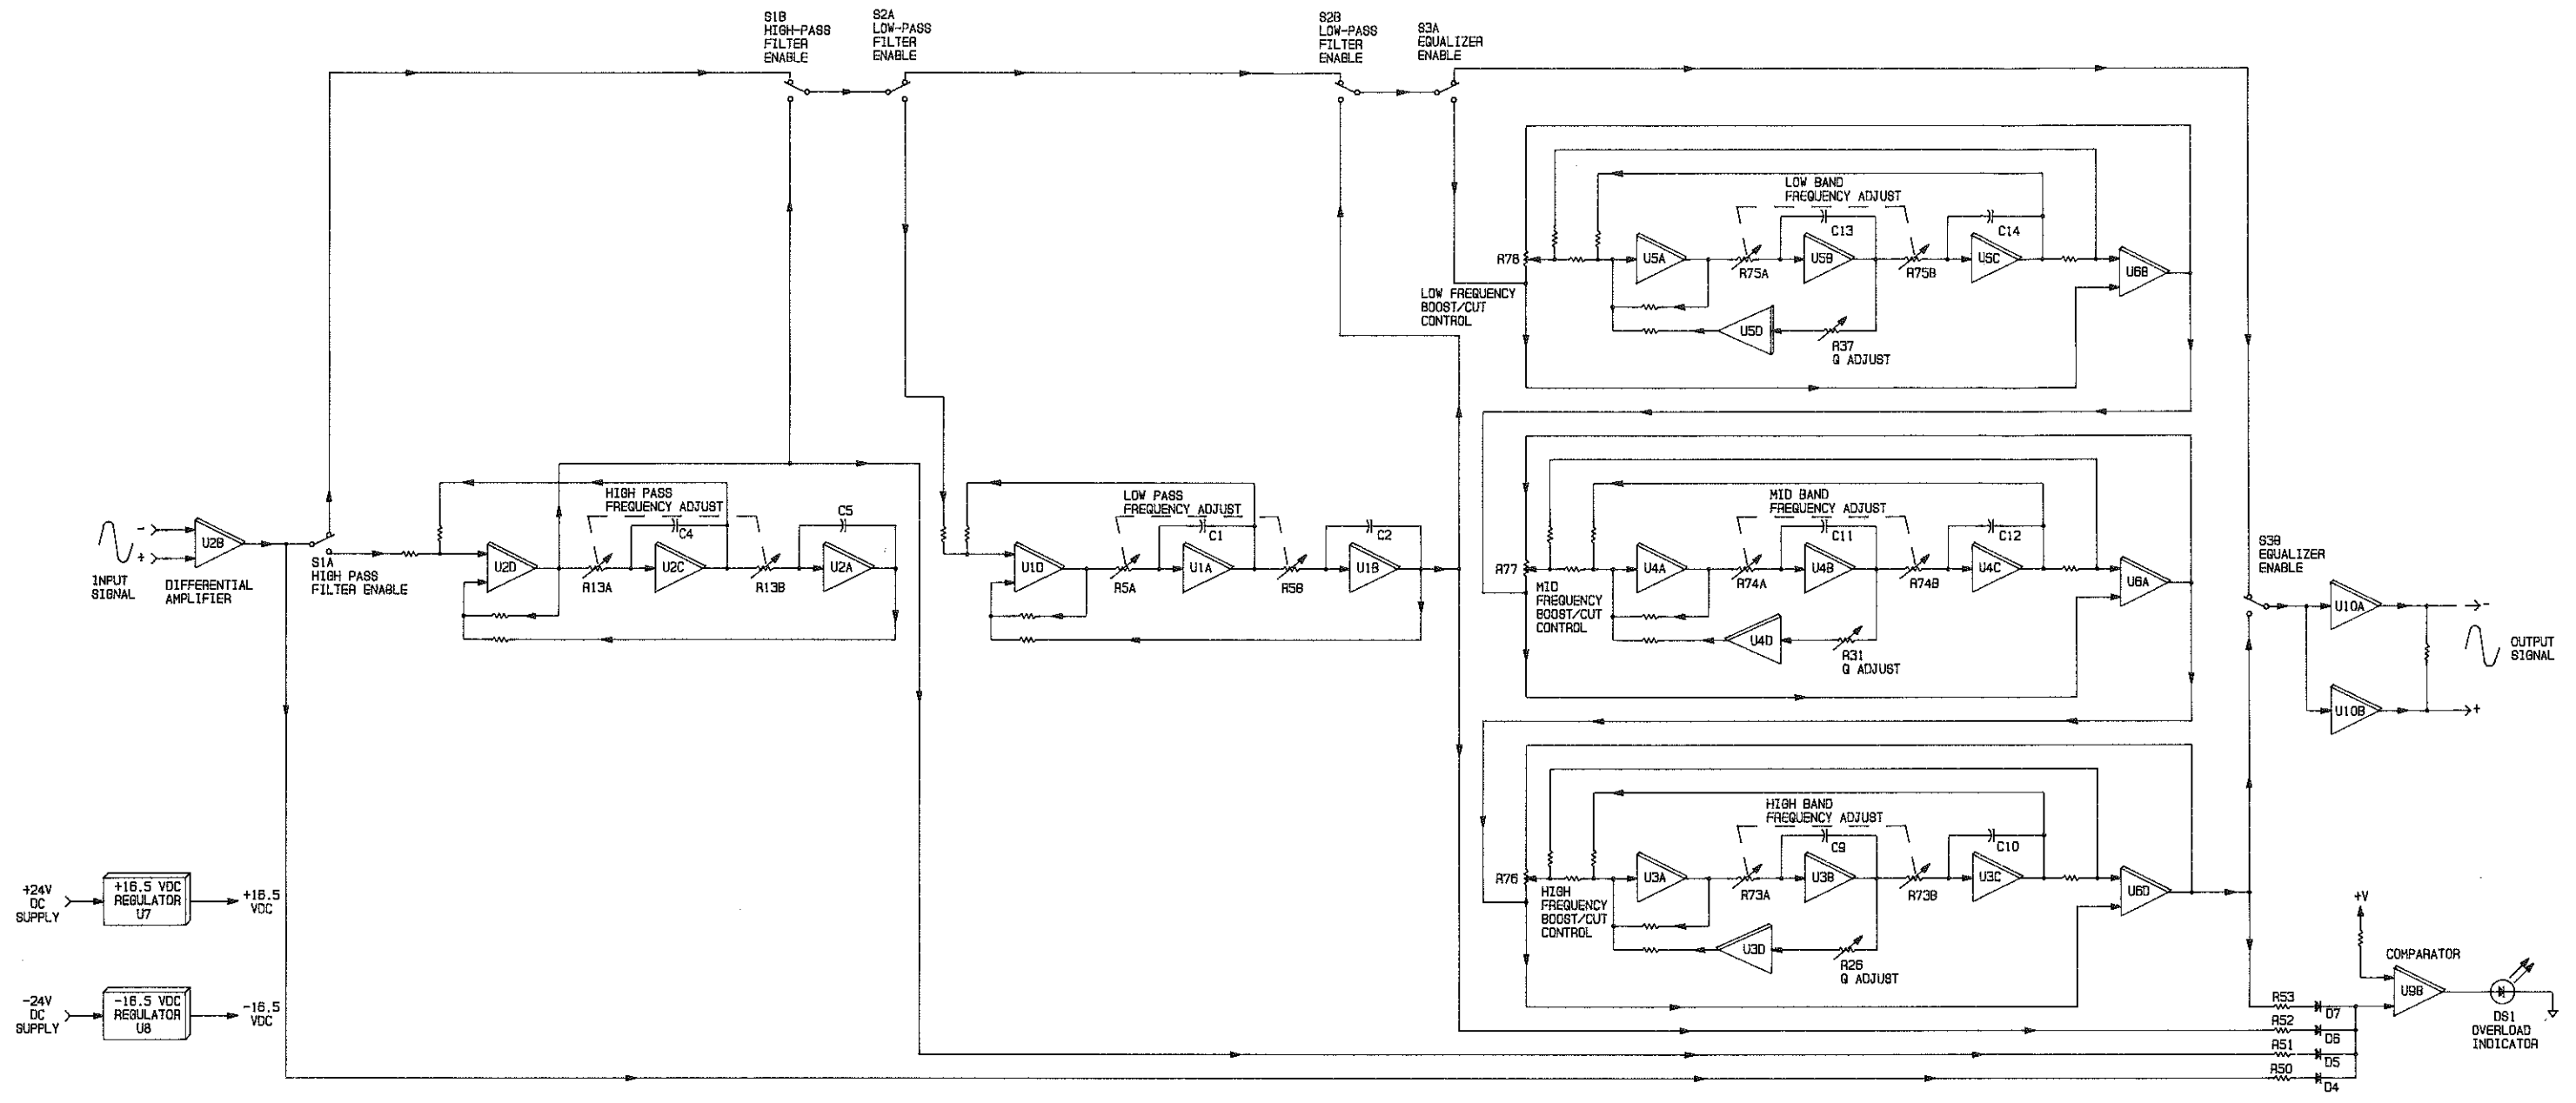 S1B
HIGH-PASS
FILTER
ENABLE
S2A
LOW-PASS
FILTER
ENABLE
S2B
LOW-PASS
FILTER
ENABLE
S3A
EQUALIZER
ENABLE
LOW BAND
FREQUENCY ADJUST
C13
C14
R78
U5A
R75A
U5B
R75B
U5C
U6B
LOW FREQUENCY
BOOST/CUT
CONTROL
U5D
R37
Q ADJUST
HIGH PASS
FREQUENCY ADJUST
C4
C5
LOW PASS
FREQUENCY ADJUST
C1
C2
MID BAND
FREQUENCY ADJUST
C11
C12
INPUT
SIGNAL
-
+
U2B
DIFFERENTIAL
AMPLIFIER
S1A
HIGH PASS
FILTER ENABLE
U2D
R13A
U2C
R13B
U2A
U1D
R5A
U1A
R5B
U1B
R77
MID
FREQUENCY
BOOST/CUT
CONTROL
U4A
R74A
U4B
R74B
U4C
U6A
U4D
R31
Q ADJUST
S3B
EQUALIZER
ENABLE
U10A
-
OUTPUT
SIGNAL
U10B
+
HIGH BAND
FREQUENCY ADJUST
C9
C10
R76
HIGH
FREQUENCY
BOOST/CUT
CONTROL
U3A
R73A
U3B
R73B
U3C
U6D
U3D
R26
Q ADJUST
+24V
DC
SUPPLY
+16.5 VDC
REGULATOR
U7
+16.5
VDC
-24V
DC
SUPPLY
-16.5 VDC
REGULATOR
U8
-16.5
VDC
+V
COMPARATOR
U9B
DS1
OVERLOAD
INDICATOR
R53
D7
R52
D6
R51
D5
R50
D4